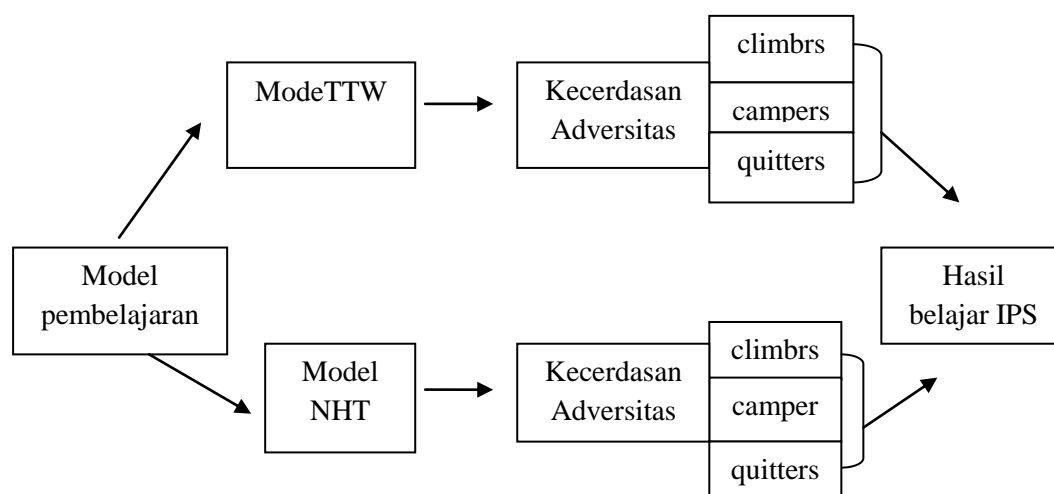 climbrs
ModeTTW
Kecerdasan
Adversitas
campers
quitters
Model
pembelajaran
Hasil
belajar IPS
Model
NHT
Kecerdasan
Adversitas
climbrs
camper
quitters